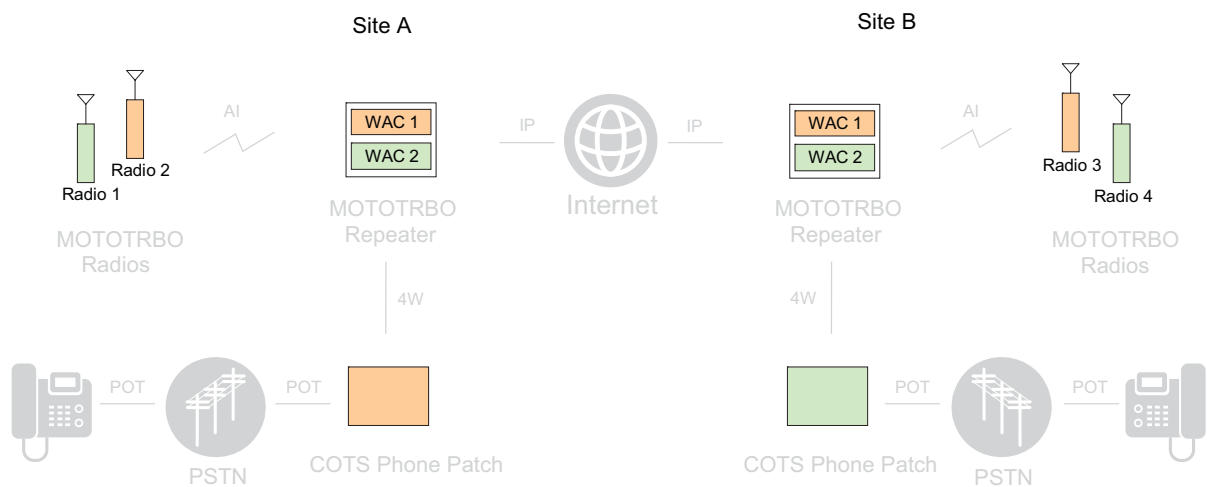 Site A
Site B
AI
WAC 1
WAC 2
IP
IP
WAC 1
WAC 2
AI
Radio 2
Radio 1
Radio 3
Radio 4
MOTOTRBO
Radios
MOTOTRBO
Repeater
Internet
MOTOTRBO
Repeater
MOTOTRBO
Radios
4W
4W
POT
POT
POT
POT
PSTN
COTS Phone Patch
COTS Phone Patch
PSTN